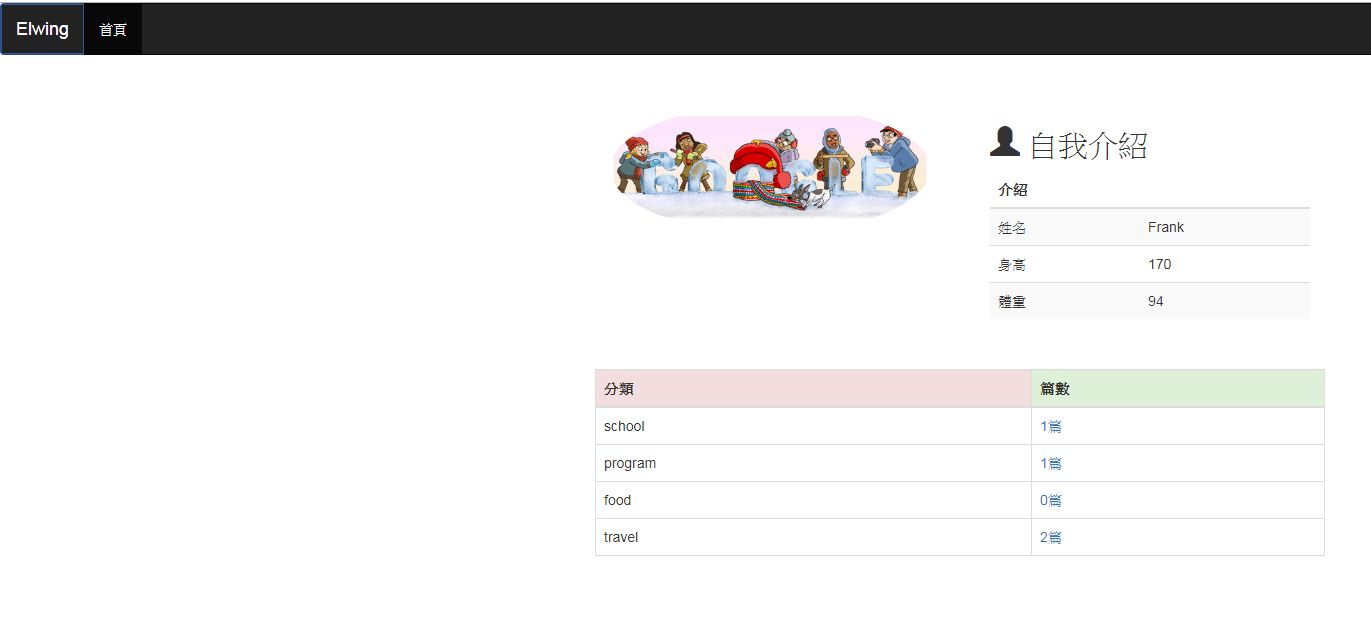 Elwing 首頁
GOOGLE
自我介紹
介紹
姓名 Frank
身高 170
體重 94
分類 篇數
school 1篇
program 1篇
food 0篇
travel 2篇